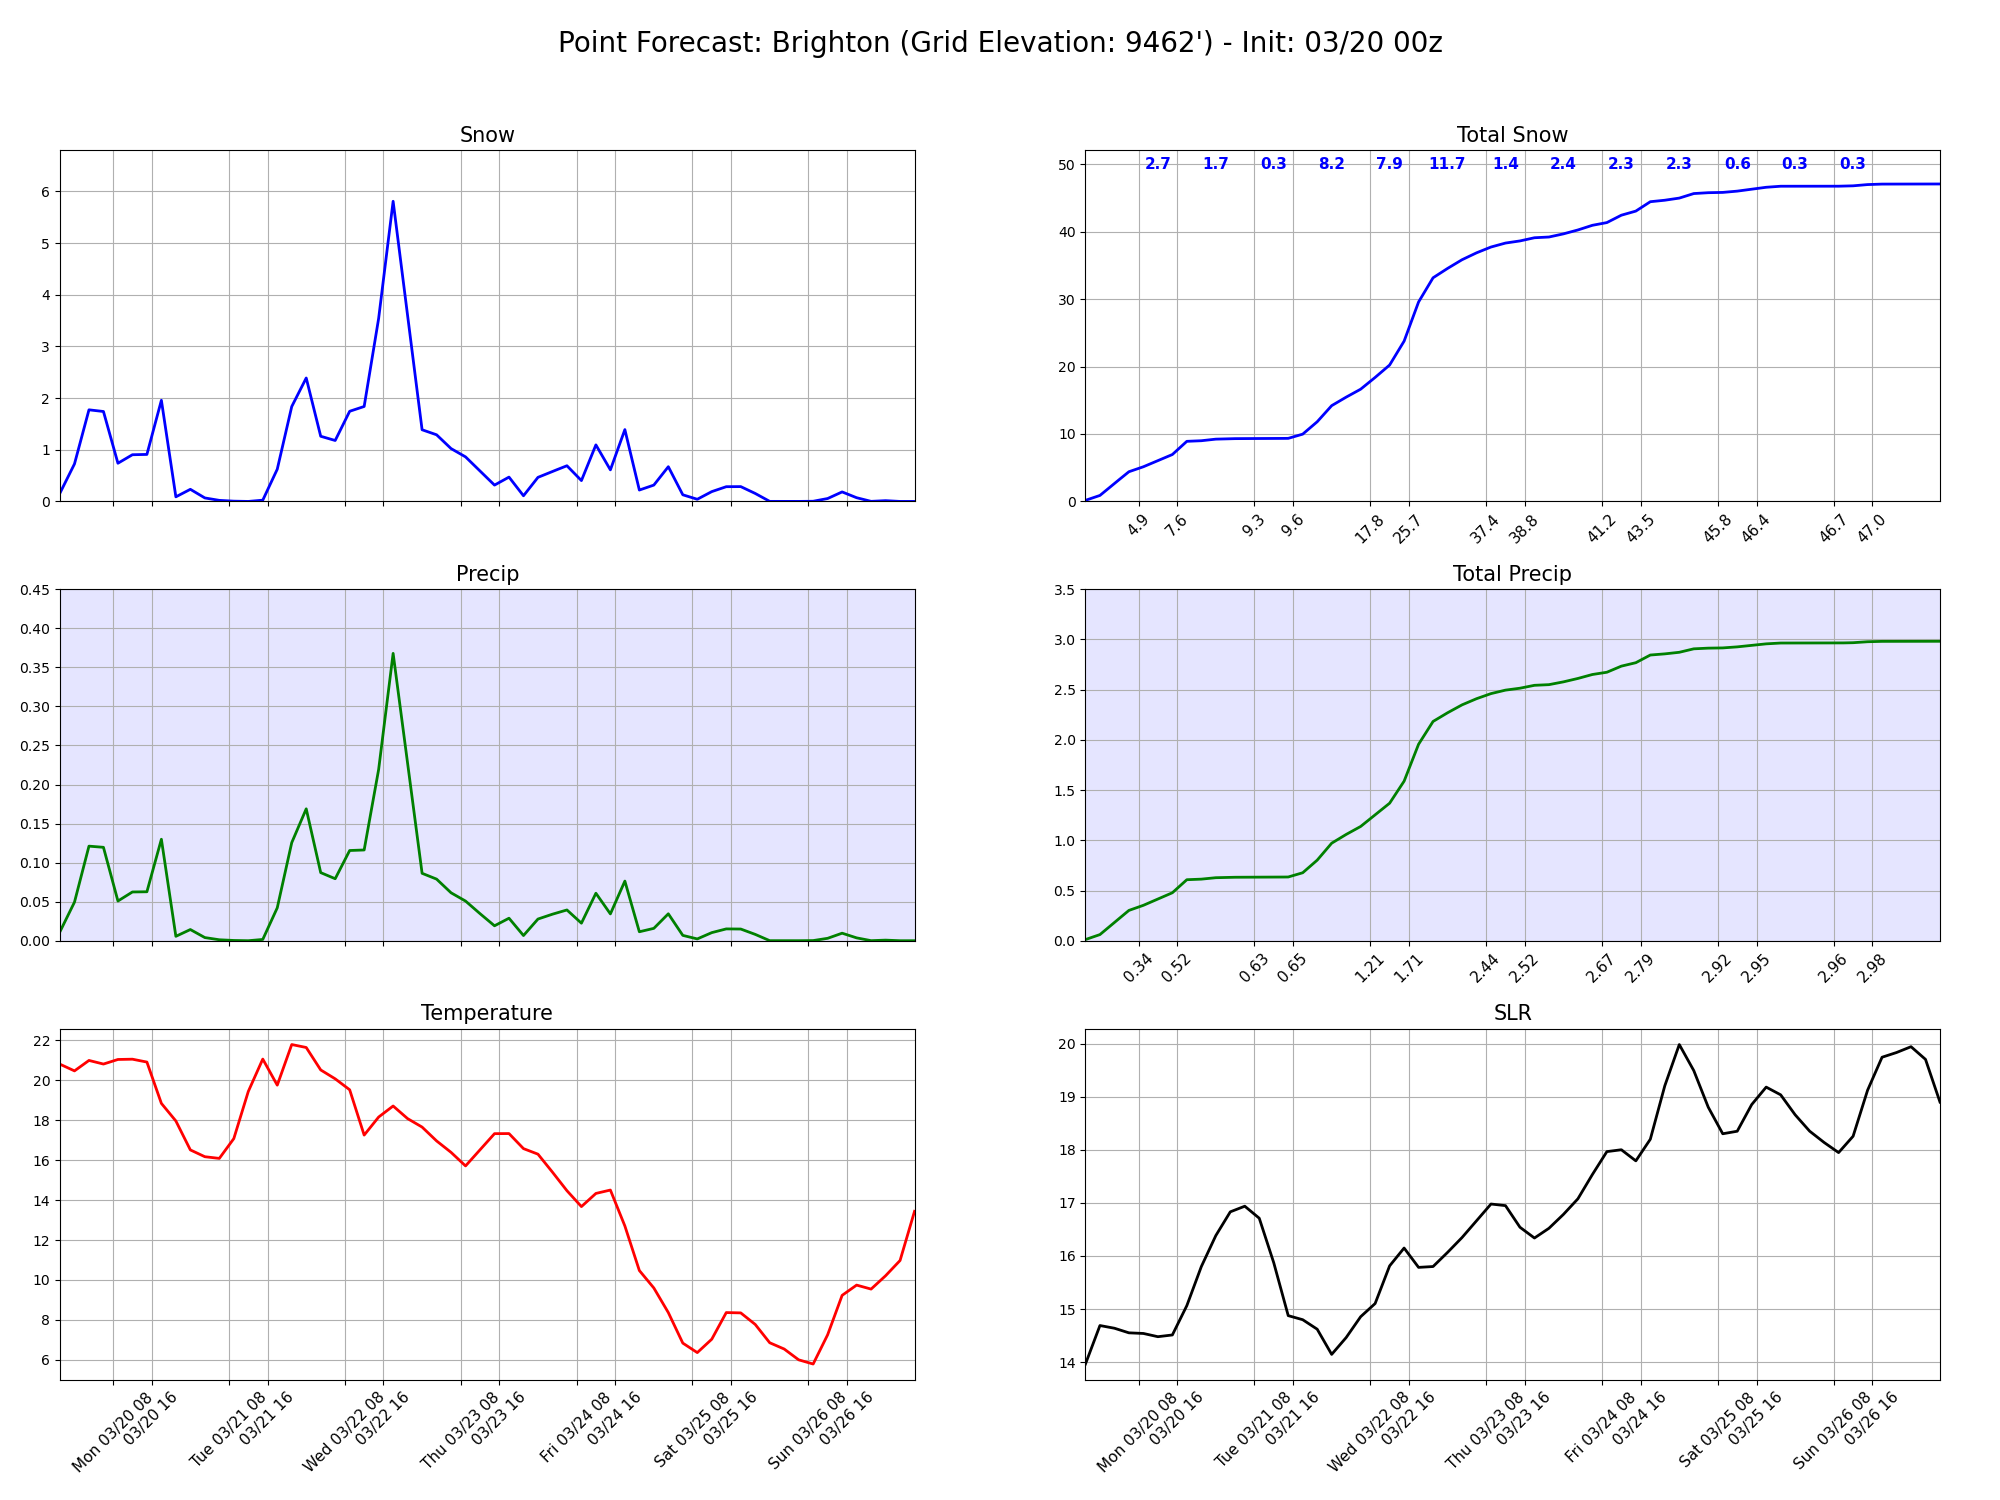 Point Forecast: Brighton (Grid Elevation: 9462') - Init: 03/20 00z
Snow
6
5
4
3
2
1
0
Total Snow
50
40
30
20
10
0
2.7 1.7 0.3 8.2 7.9 11.7 1.4 2.4 2.3 2.3 0.6 0.3 0.3
4.9 7.6 9.3 9.6 17.8 25.7 37.4 38.8 41.2 43.5 45.8 46.4 46.7 47.0
Precip
0.45
0.40
0.35
0.30
0.25
0.20
0.15
0.10
0.05
0.00
Total Precip
3.5
3.0
2.5
2.0
1.5
1.0
0.5
0.0
0.34 0.52 0.63 0.65 1.21 1.71 2.44 2.52 2.67 2.79 2.92 2.95 2.96 2.98
Temperature
22
20
18
16
14
12
10
8
6
Mon 03/20 08
03/20 16
Tue 03/21 08
03/21 16
Wed 03/22 08
03/22 16
Thu 03/23 08
03/23 16
Fri 03/24 08
03/24 16
Sat 03/25 08
03/25 16
Sun 03/26 08
03/26 16
SLR
20
19
18
17
16
15
14
Mon 03/20 08
03/20 16
Tue 03/21 08
03/21 16
Wed 03/22 08
03/22 16
Thu 03/23 08
03/23 16
Fri 03/24 08
03/24 16
Sat 03/25 08
03/25 16
Sun 03/26 08
03/26 16